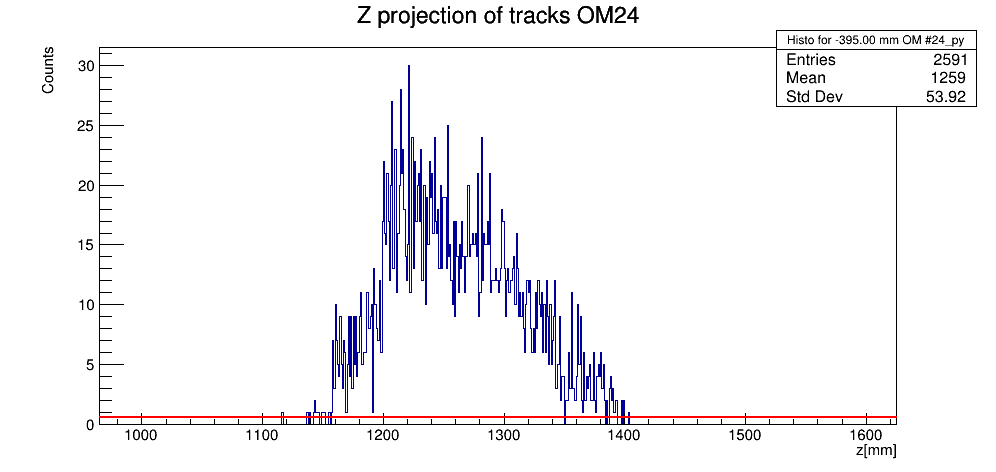 Z projection of tracks OM24
Histo for -395.00 mm OM #24_py
Entries 2591
Mean 1259
Std Dev 53.92
Counts
30
25
20
15
10
5
0
1000 1100 1200 1300 1400 1500 1600
z[mm]